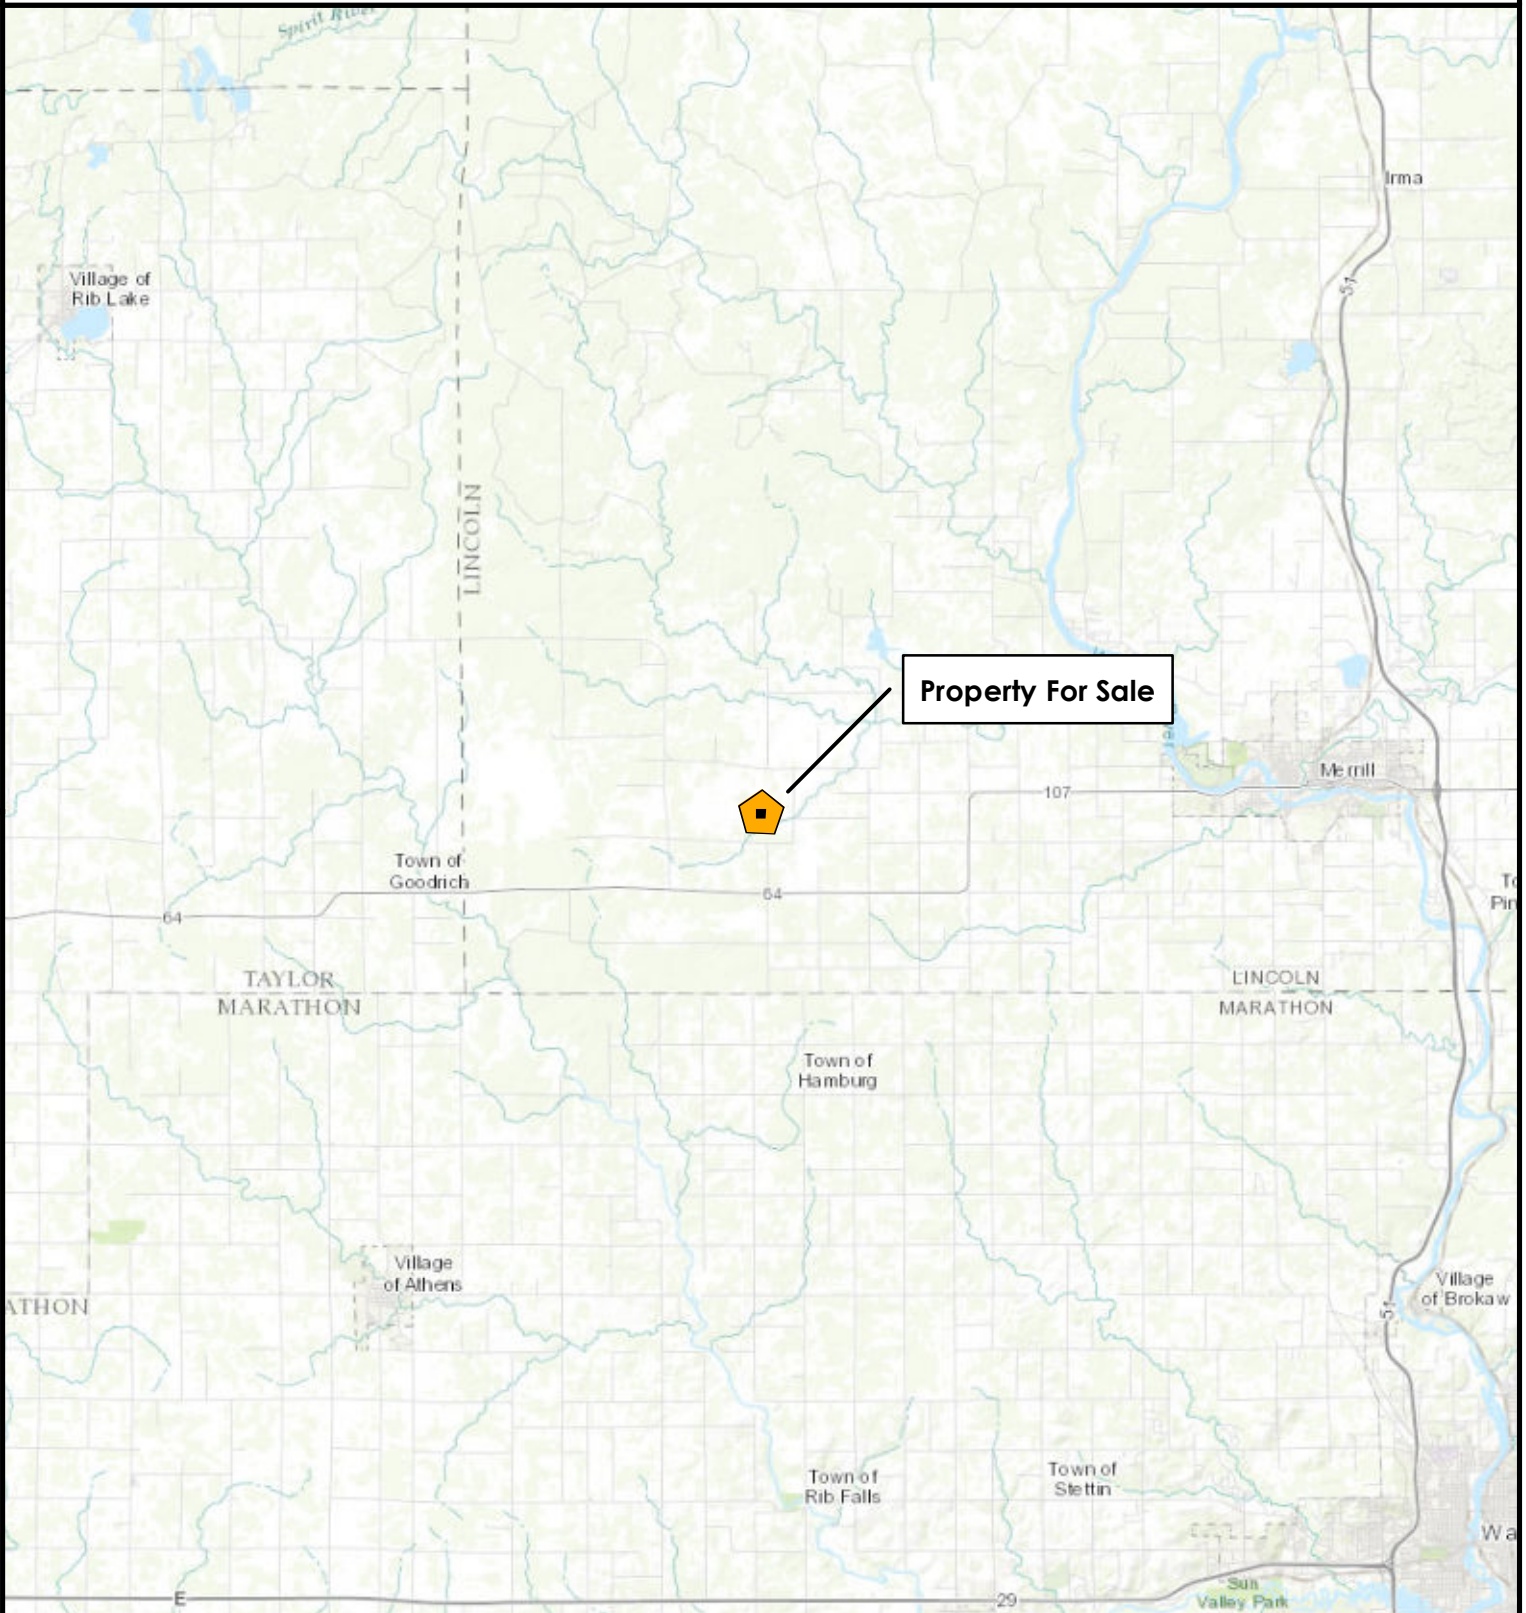 Spirit River
Irma
51
Village of
Rib Lake
LINCOLN
Property For Sale
Merrill
107
Town of
Goodrich
64
64
TAYLOR
MARATHON
LINCOLN
MARATHON
Town of
Hamburg
Village
of Athens
Village
of Brokaw
ATHON
51
Town of
Rib Falls
Town of
Stettin
Wa
Sun
Valley Park
E
29